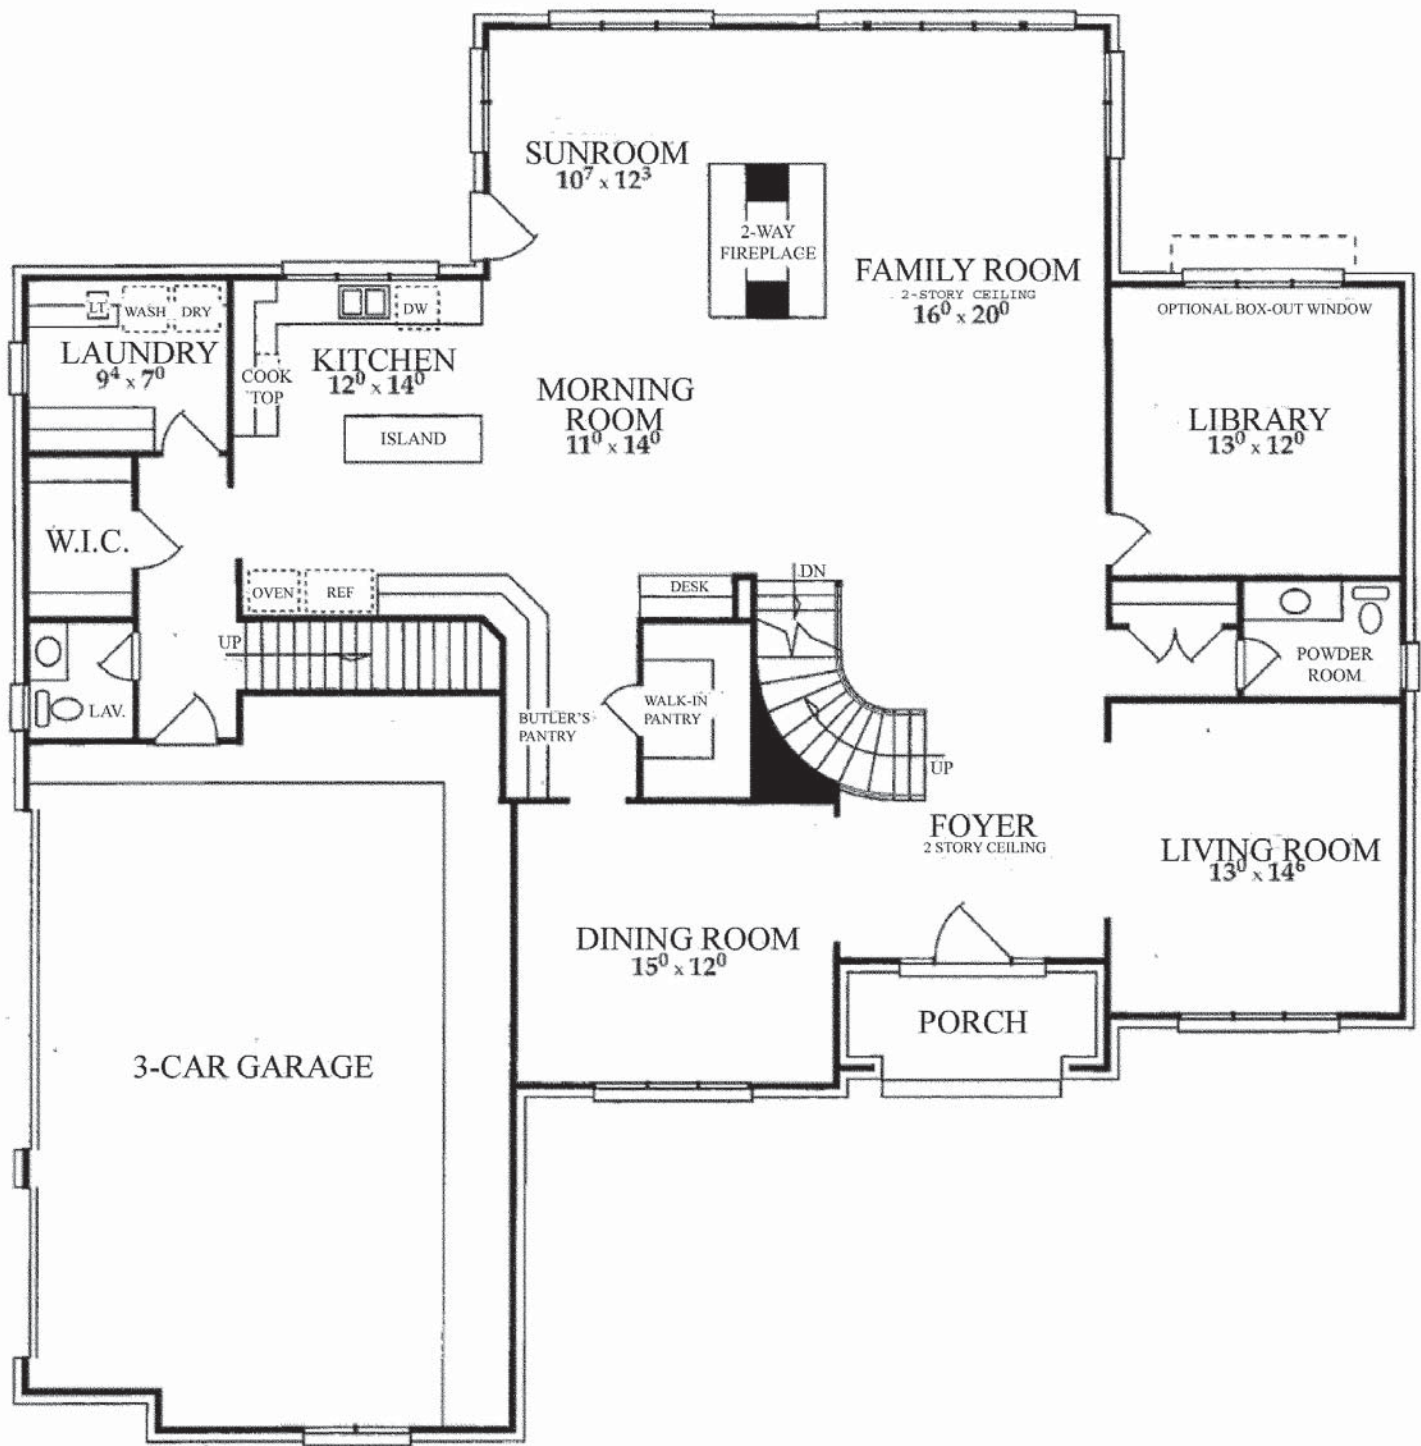 SUNROOM
10⁷ x 12³
2-WAY
FIREPLACE
FAMILY ROOM
2-STORY CEILING
16⁰ x 20⁰
OPTIONAL BOX-OUT WINDOW
LT
WASH
DRY
DW
LAUNDRY
9⁴ x 7⁰
COOK
TOP
KITCHEN
12⁰ x 14⁰
ISLAND
MORNING
ROOM
11⁰ x 14⁰
LIBRARY
13⁰ x 12⁰
W.I.C.
OVEN
REF
DESK
DN
UP
LAV.
BUTLER'S
PANTRY
WALK-IN
PANTRY
UP
POWDER
ROOM
FOYER
2 STORY CEILING
LIVING ROOM
13⁰ x 14⁶
DINING ROOM
15⁰ x 12⁰
PORCH
3-CAR GARAGE